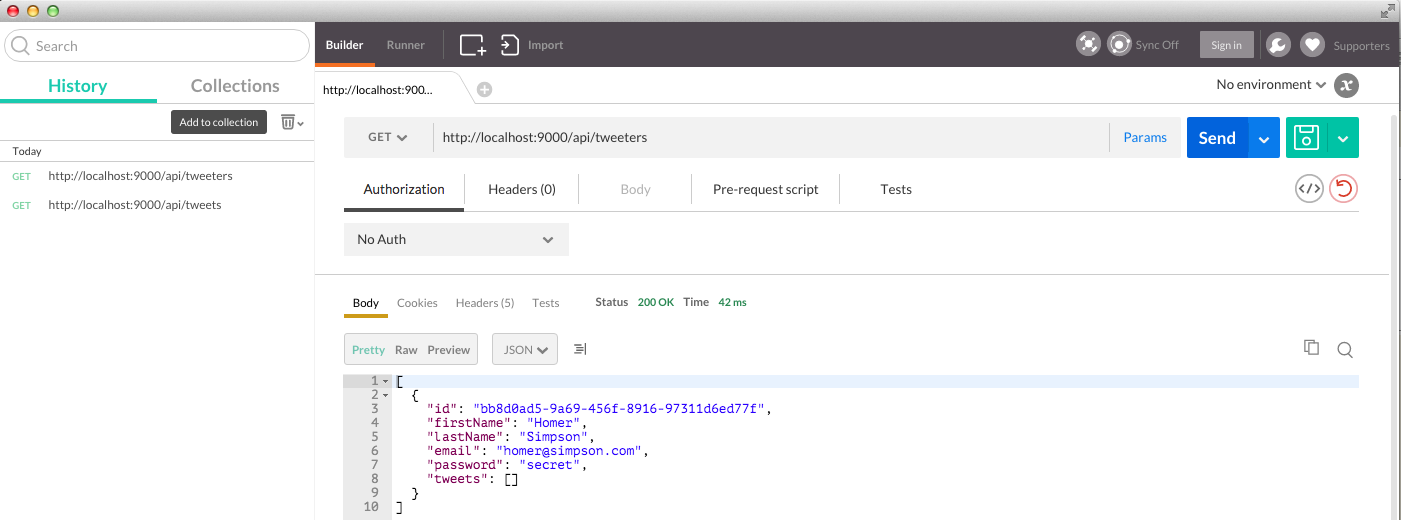 Search
History Collections
Add to collection
Today
GET http://localhost:9000/api/tweeters
GET http://localhost:9000/api/tweets
Builder Runner Import Sync Off Sign in Supporters
http://localhost:900... No environment x
GET http://localhost:9000/api/tweeters Params Send
Authorization Headers (0) Body Pre-request script Tests </>
No Auth
Body Cookies Headers (5) Tests Status 200 OK Time 42 ms
Pretty Raw Preview JSON
1 [
2 {
3 "id": "bb8d0ad5-9a69-456f-8916-97311d6ed77f",
4 "firstName": "Homer",
5 "lastName": "Simpson",
6 "email": "homer@simpson.com",
7 "password": "secret",
8 "tweets": []
9 }
10 ]